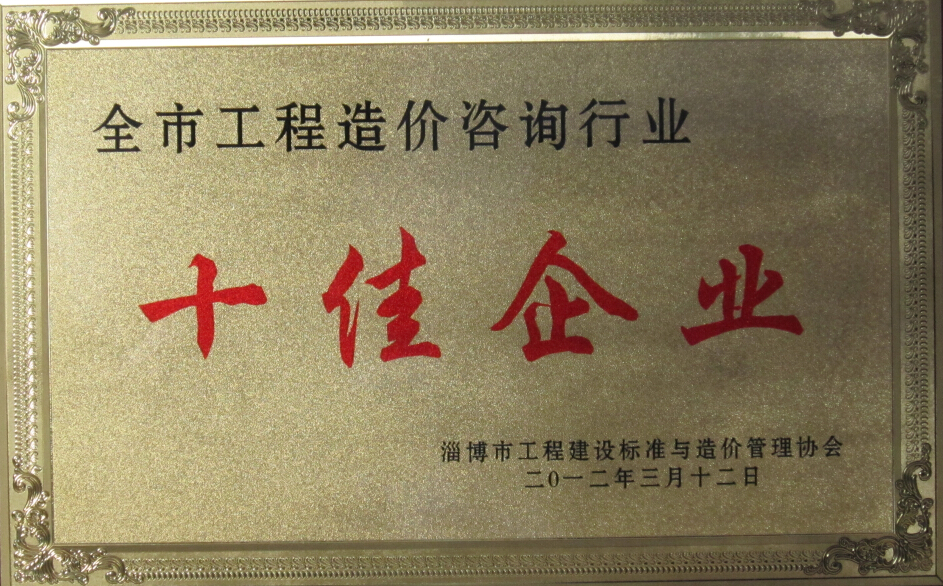 全市工程造价咨询行业
十佳企业
淄博市工程建设标准与造价管理协会
二0一二年三月十二日